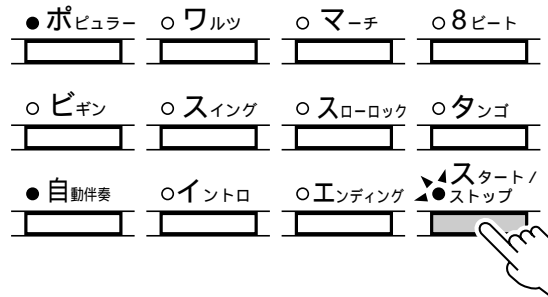 ● ポピュラー ○ ワルツ ○ マーチ ○ 8ビート
○ ビギン ○ スイング ○ スローロック ○ タンゴ
● 自動伴奏 ○ イントロ ○ エンディング ● スタート/
ストップ